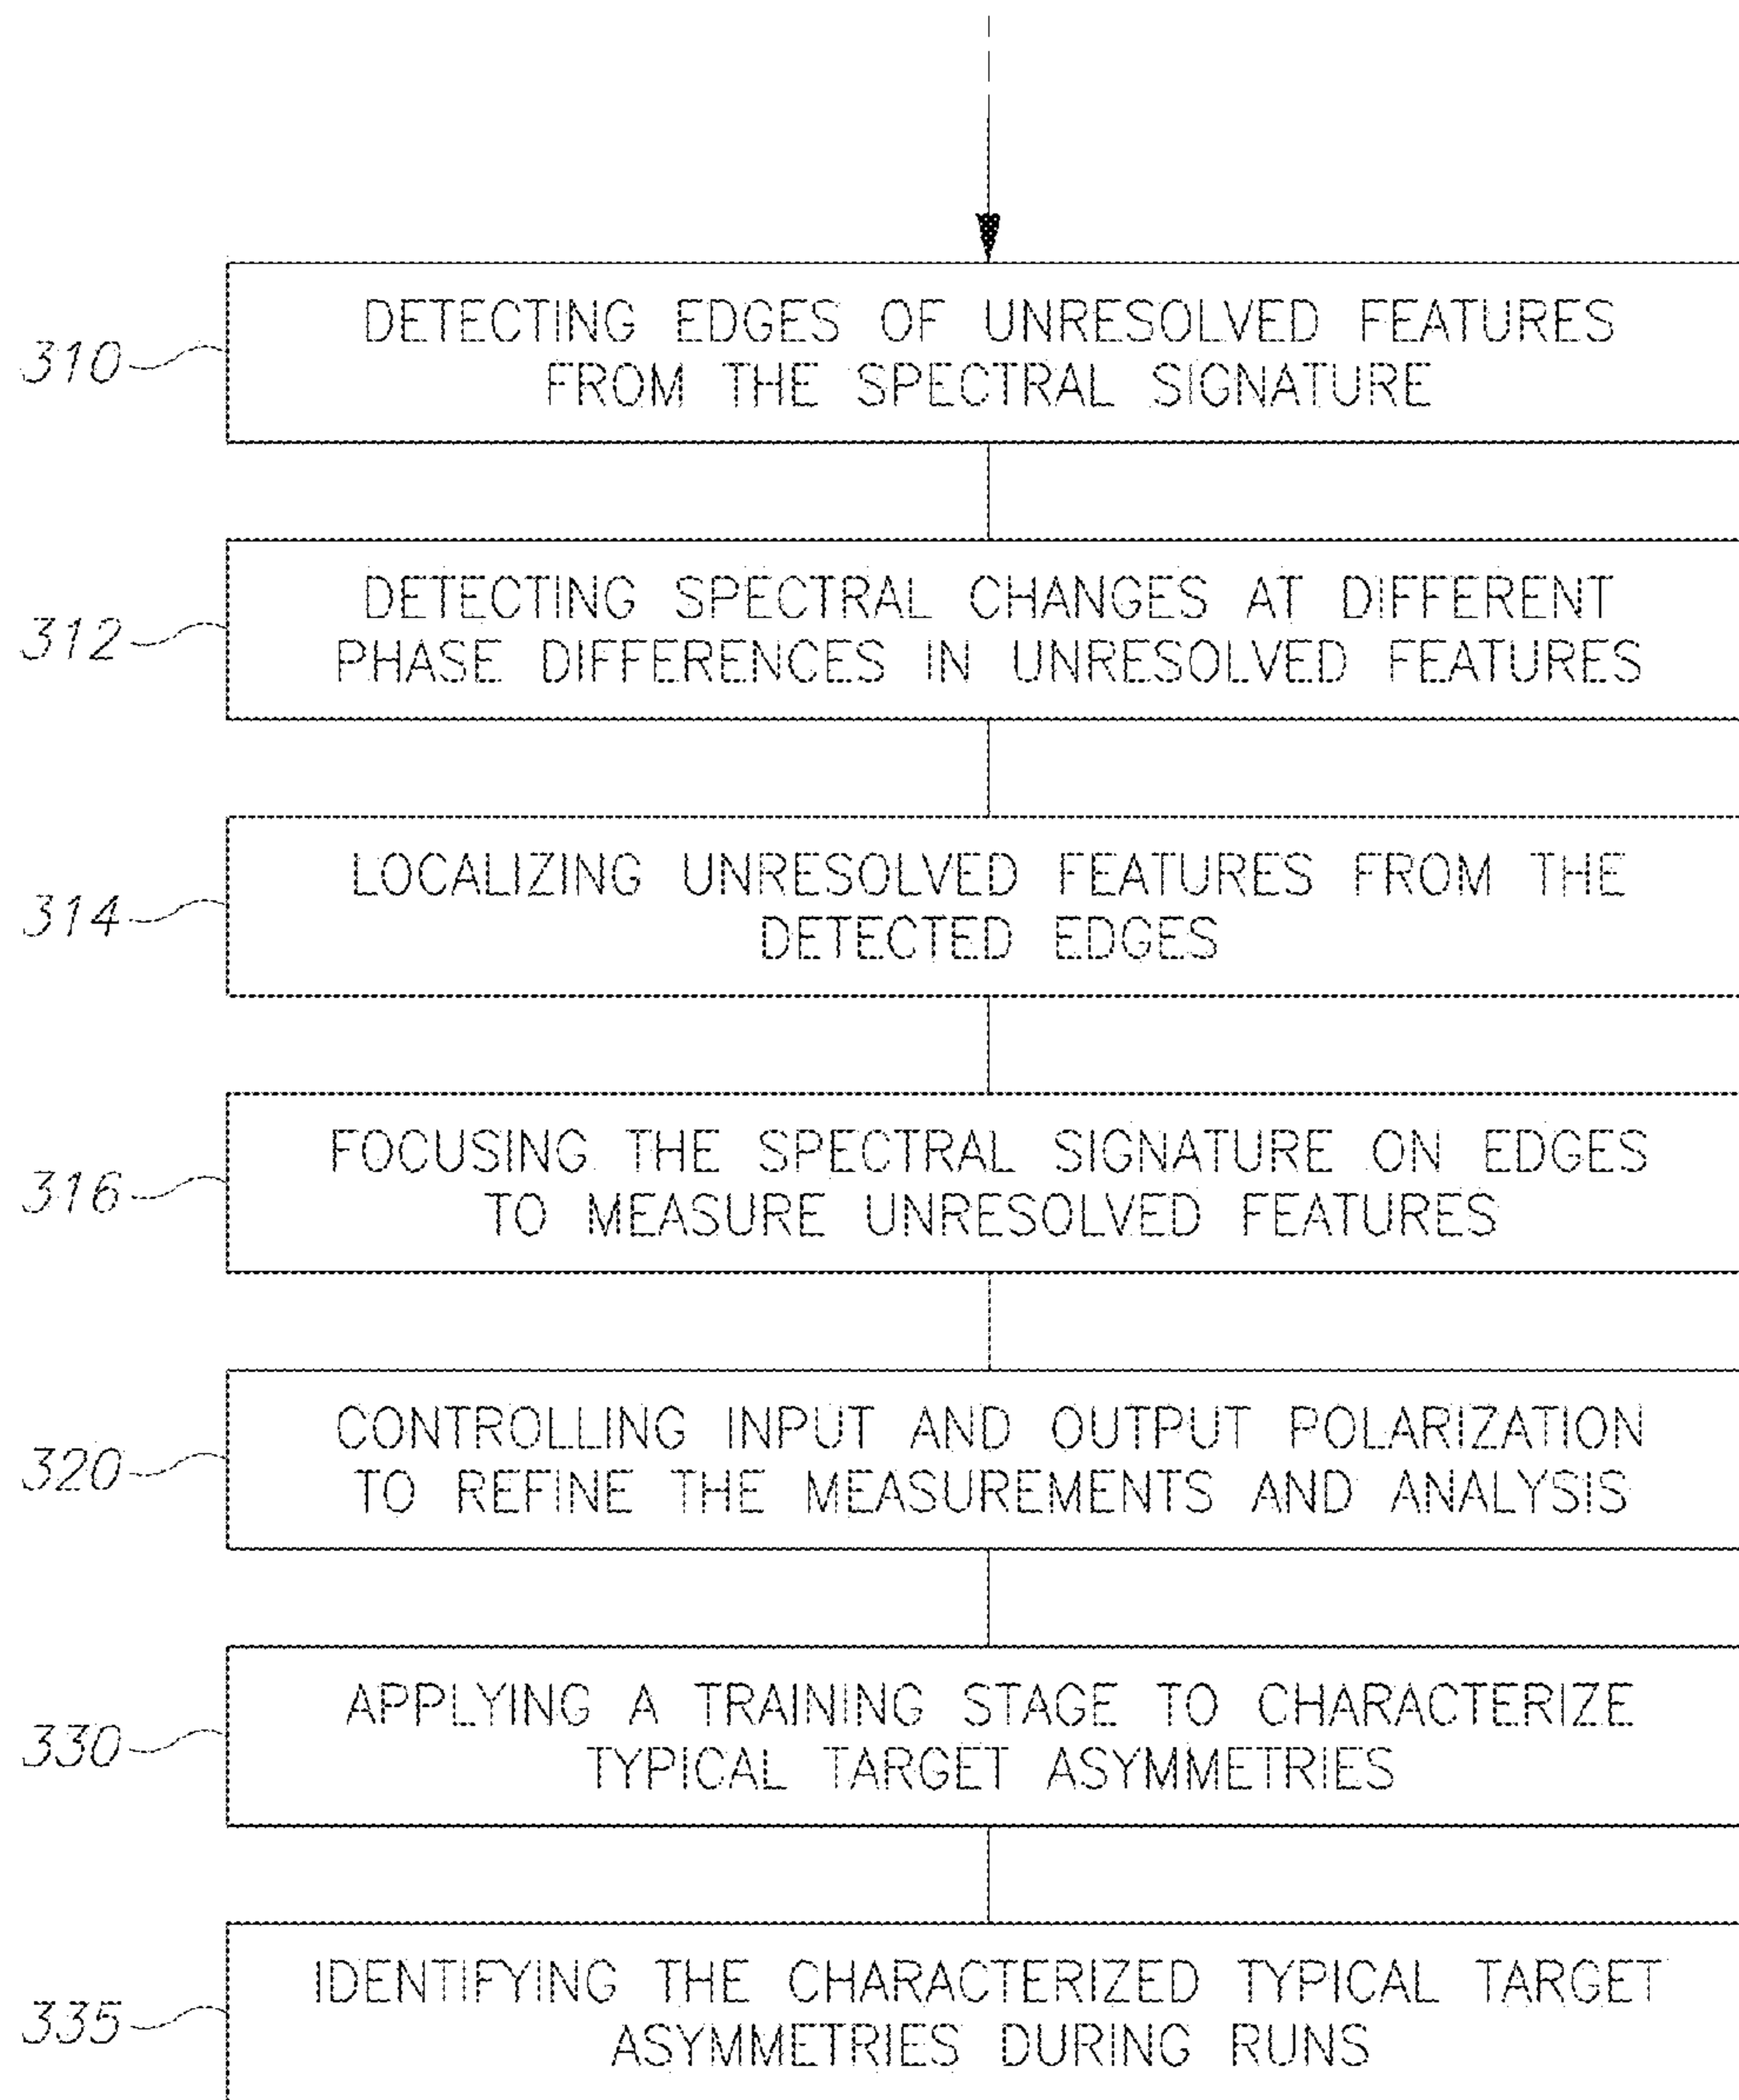 310
DETECTING EDGES OF UNRESOLVED FEATURES
FROM THE SPECTRAL SIGNATURE
312
DETECTING SPECTRAL CHANGES AT DIFFERENT
PHASE DIFFERENCES IN UNRESOLVED FEATURES
314
LOCALIZING UNRESOLVED FEATURES FROM THE
DETECTED EDGES
316
FOCUSING THE SPECTRAL SIGNATURE ON EDGES
TO MEASURE UNRESOLVED FEATURES
320
CONTROLLING INPUT AND OUTPUT POLARIZATION
TO REFINE THE MEASUREMENTS AND ANALYSIS
330
APPLYING A TRAINING STAGE TO CHARACTERIZE
TYPICAL TARGET ASYMMETRIES
335
IDENTIFYING THE CHARACTERIZED TYPICAL TARGET
ASYMMETRIES DURING RUNS